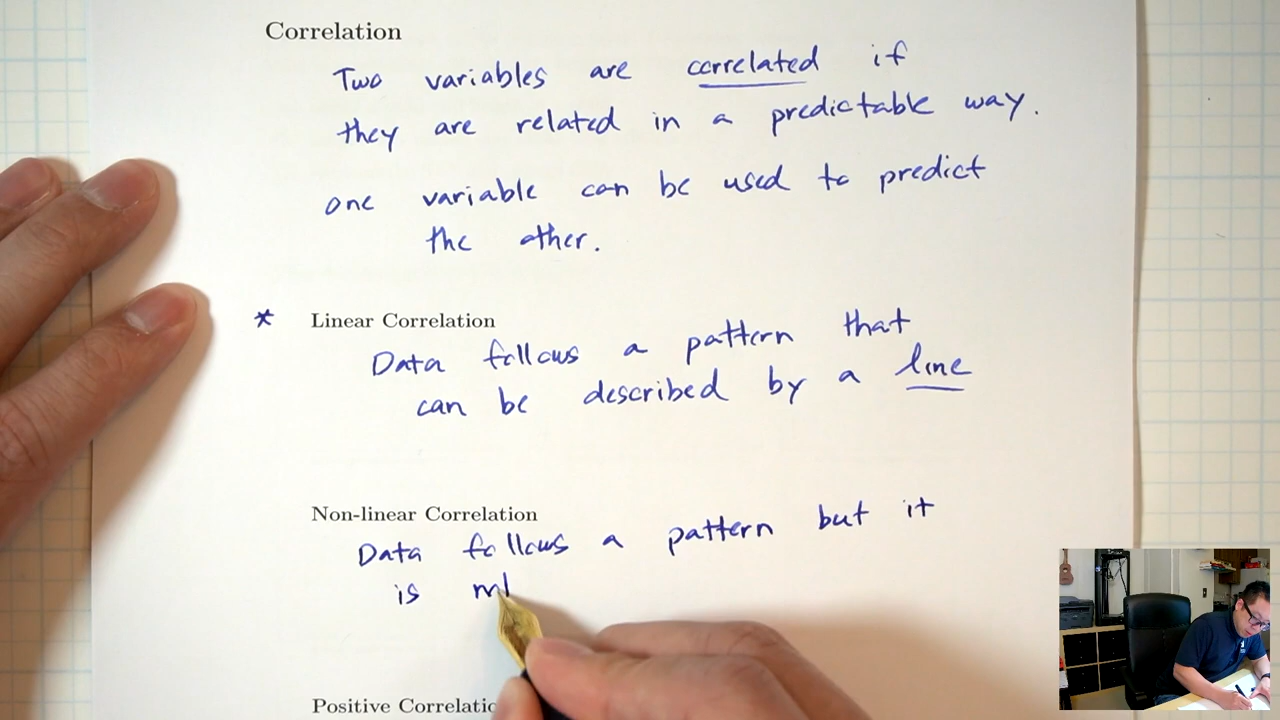 Correlation
Two variables are correlated if
they are related in a predictable way.
one variable can be used to predict
the other.
* Linear Correlation
Data follows a pattern that
can be described by a line
Non-linear Correlation
Data follows a pattern but it
is
Positive Correlatio